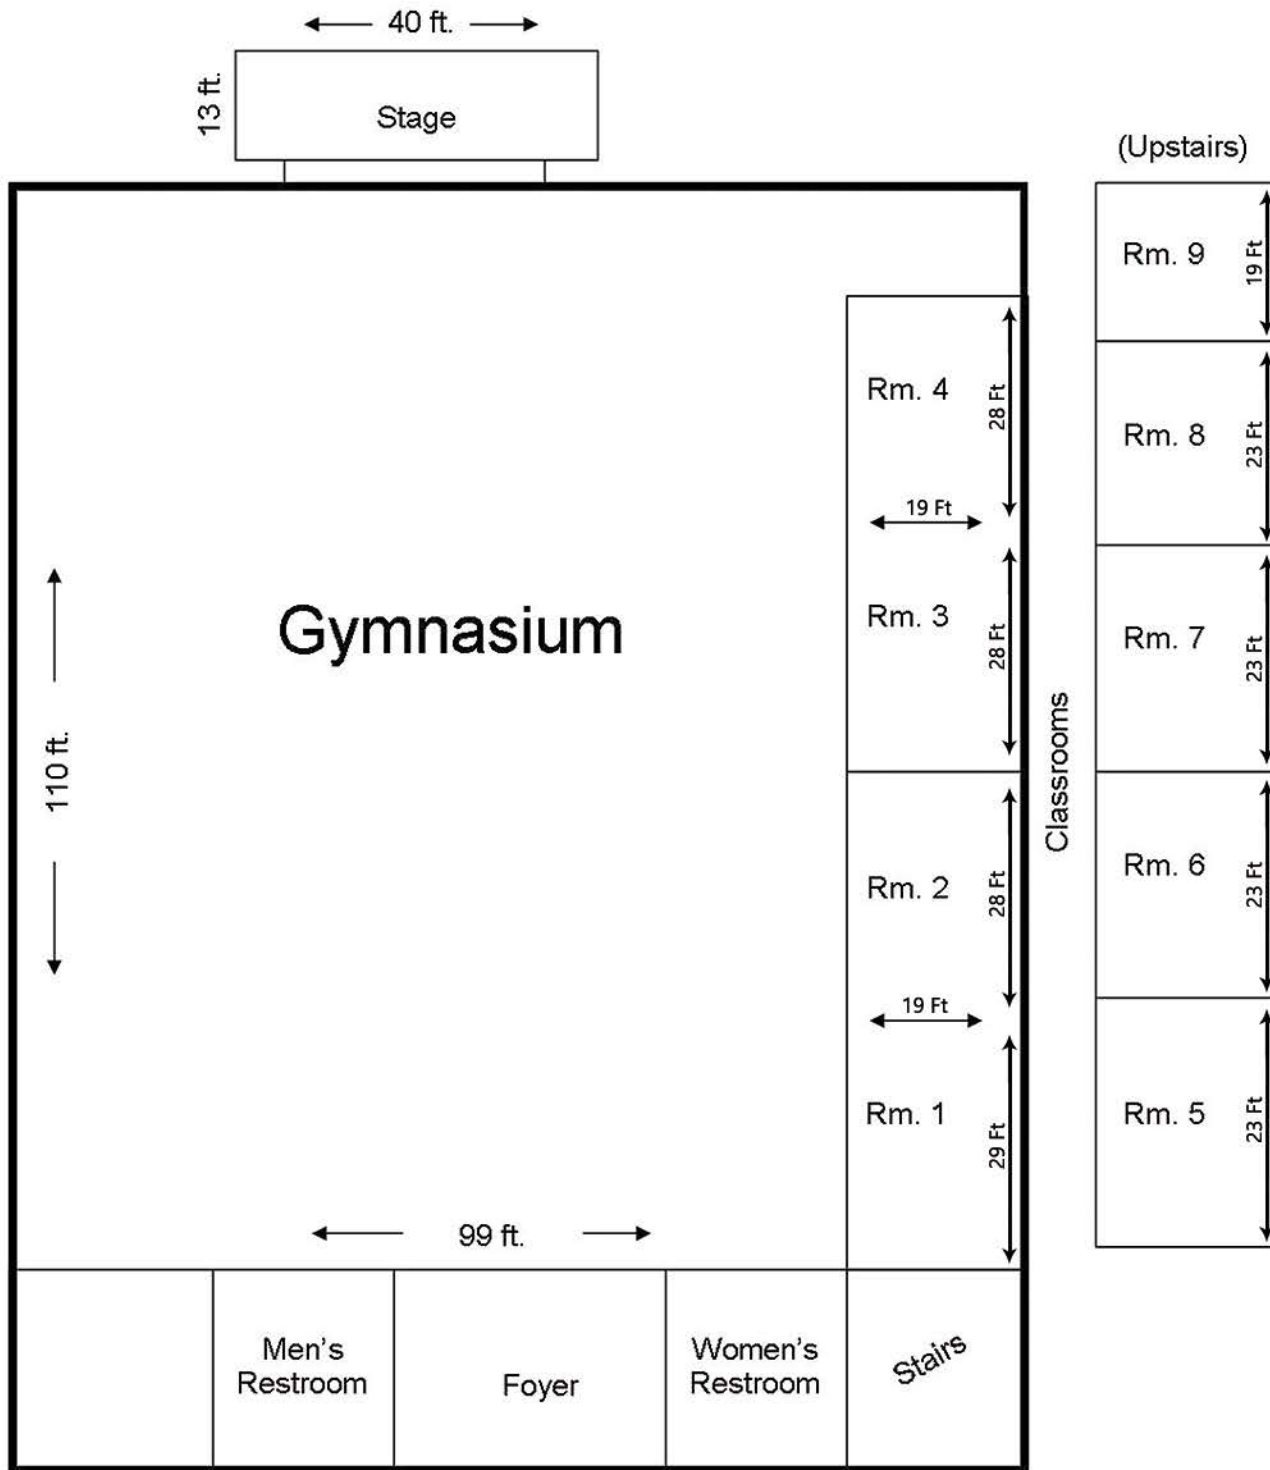 40 ft.
13 ft.
Stage
(Upstairs)
Rm. 9
19 Ft
Rm. 4
28 Ft
Rm. 8
23 Ft
19 Ft
Gymnasium
Rm. 3
28 Ft
Rm. 7
23 Ft
110 ft.
Classrooms
Rm. 2
28 Ft
Rm. 6
23 Ft
19 Ft
Rm. 1
29 Ft
Rm. 5
23 Ft
99 ft.
Men's
Restroom
Foyer
Women's
Restroom
Stairs